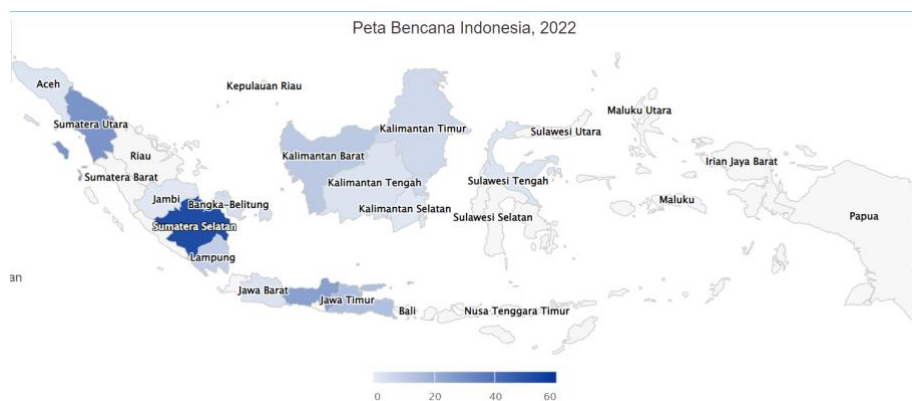 Peta Bencana Indonesia, 2022
Aceh
Kepulauan Riau
Maluku Utara
Sumatera Utara
Kalimantan Timur
Sulawesi Utara
Riau
Kalimantan Barat
Irian Jaya Barat
Sumatera Barat
Kalimantan Tengah
Sulawesi Tengah
Jambi
Bangka-Belitung
Maluku
Kalimantan Selatan
Sulawesi Selatan
Papua
Sumatera Selatan
Lampung
an
Jawa Barat
Jawa Timur
Bali
Nusa Tenggara Timur
0 20 40 60